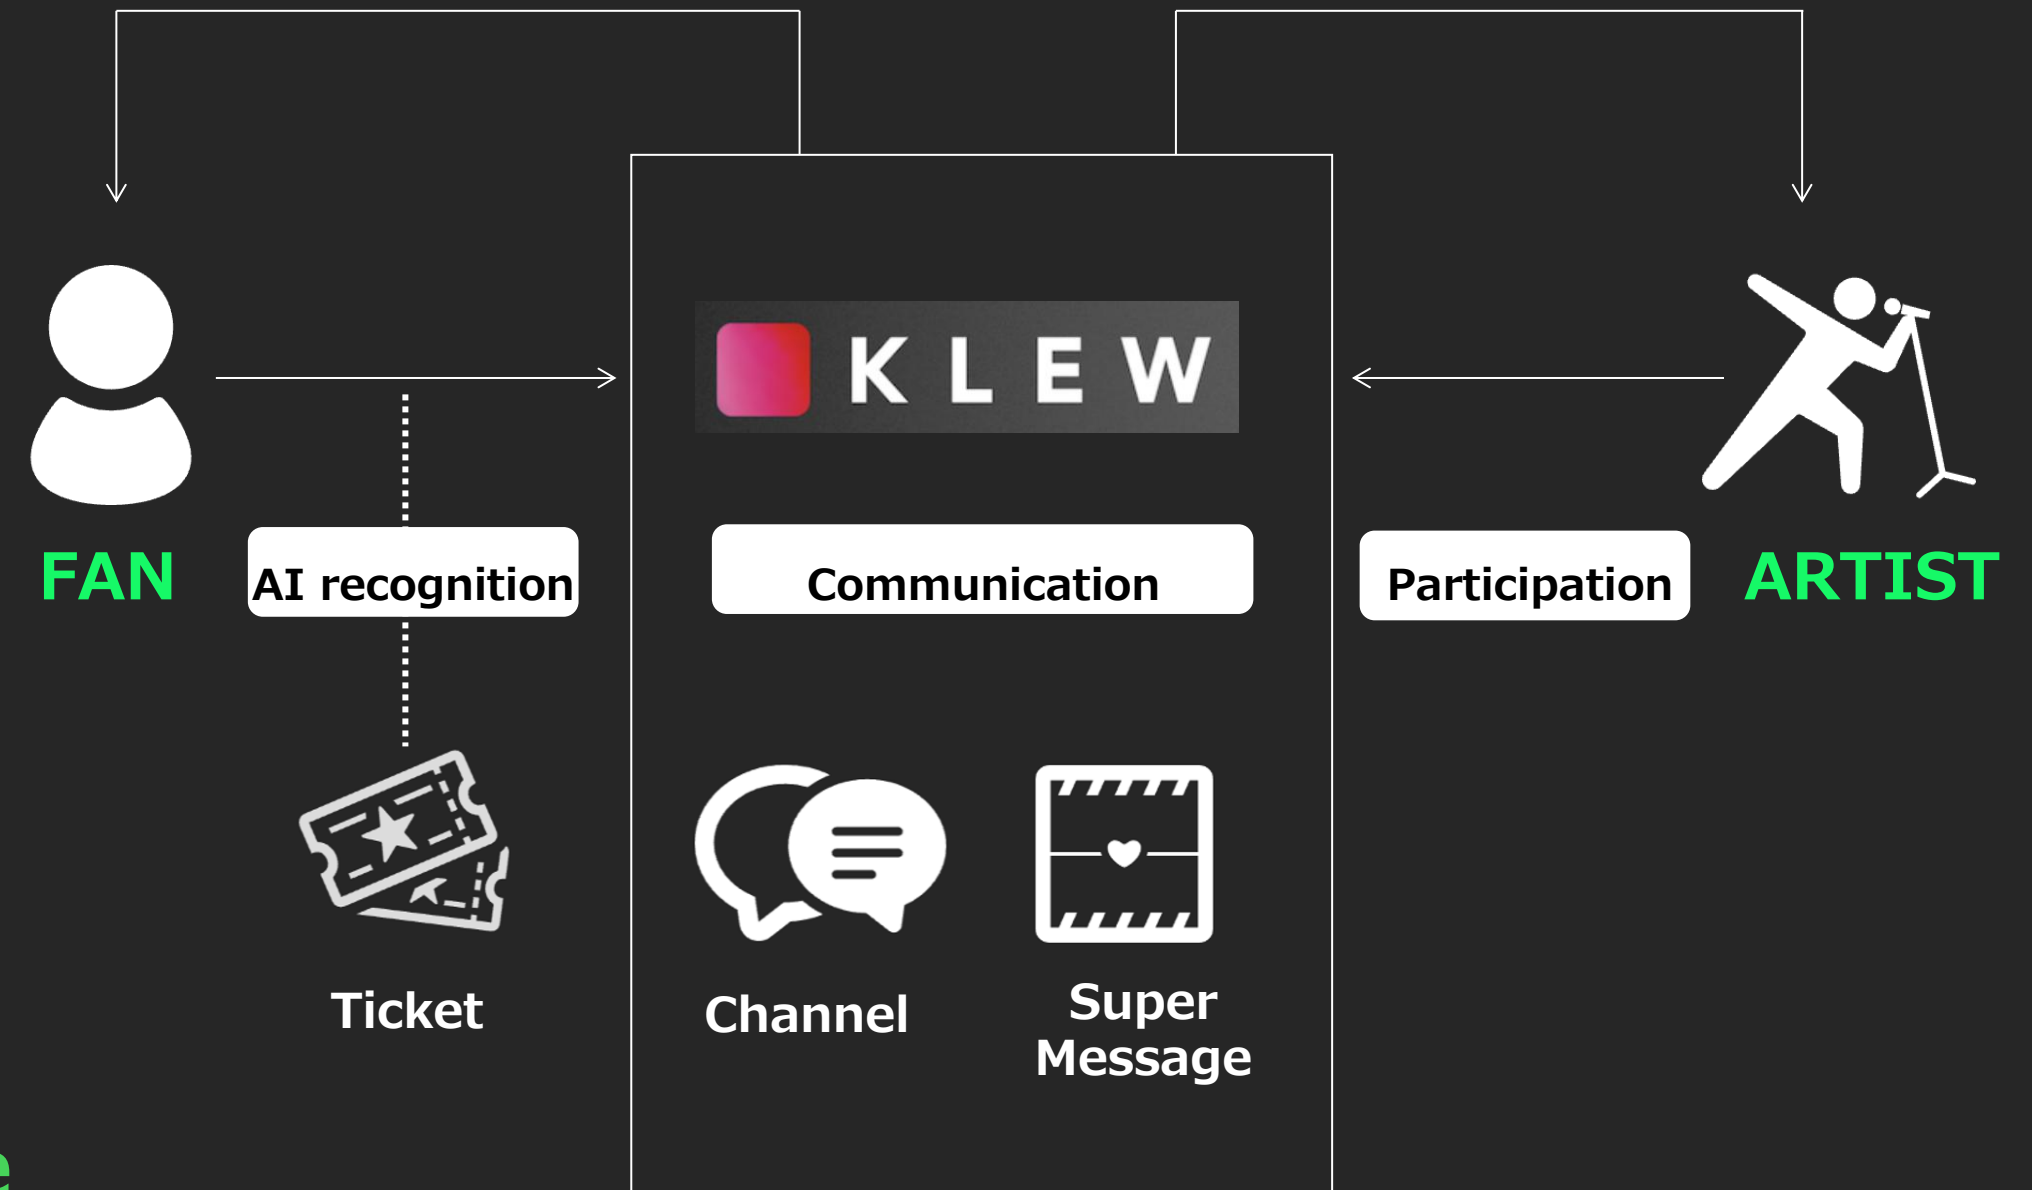 KLEW
FAN
AI recognition
Communication
Participation
ARTIST
Ticket
Channel
Super
Message